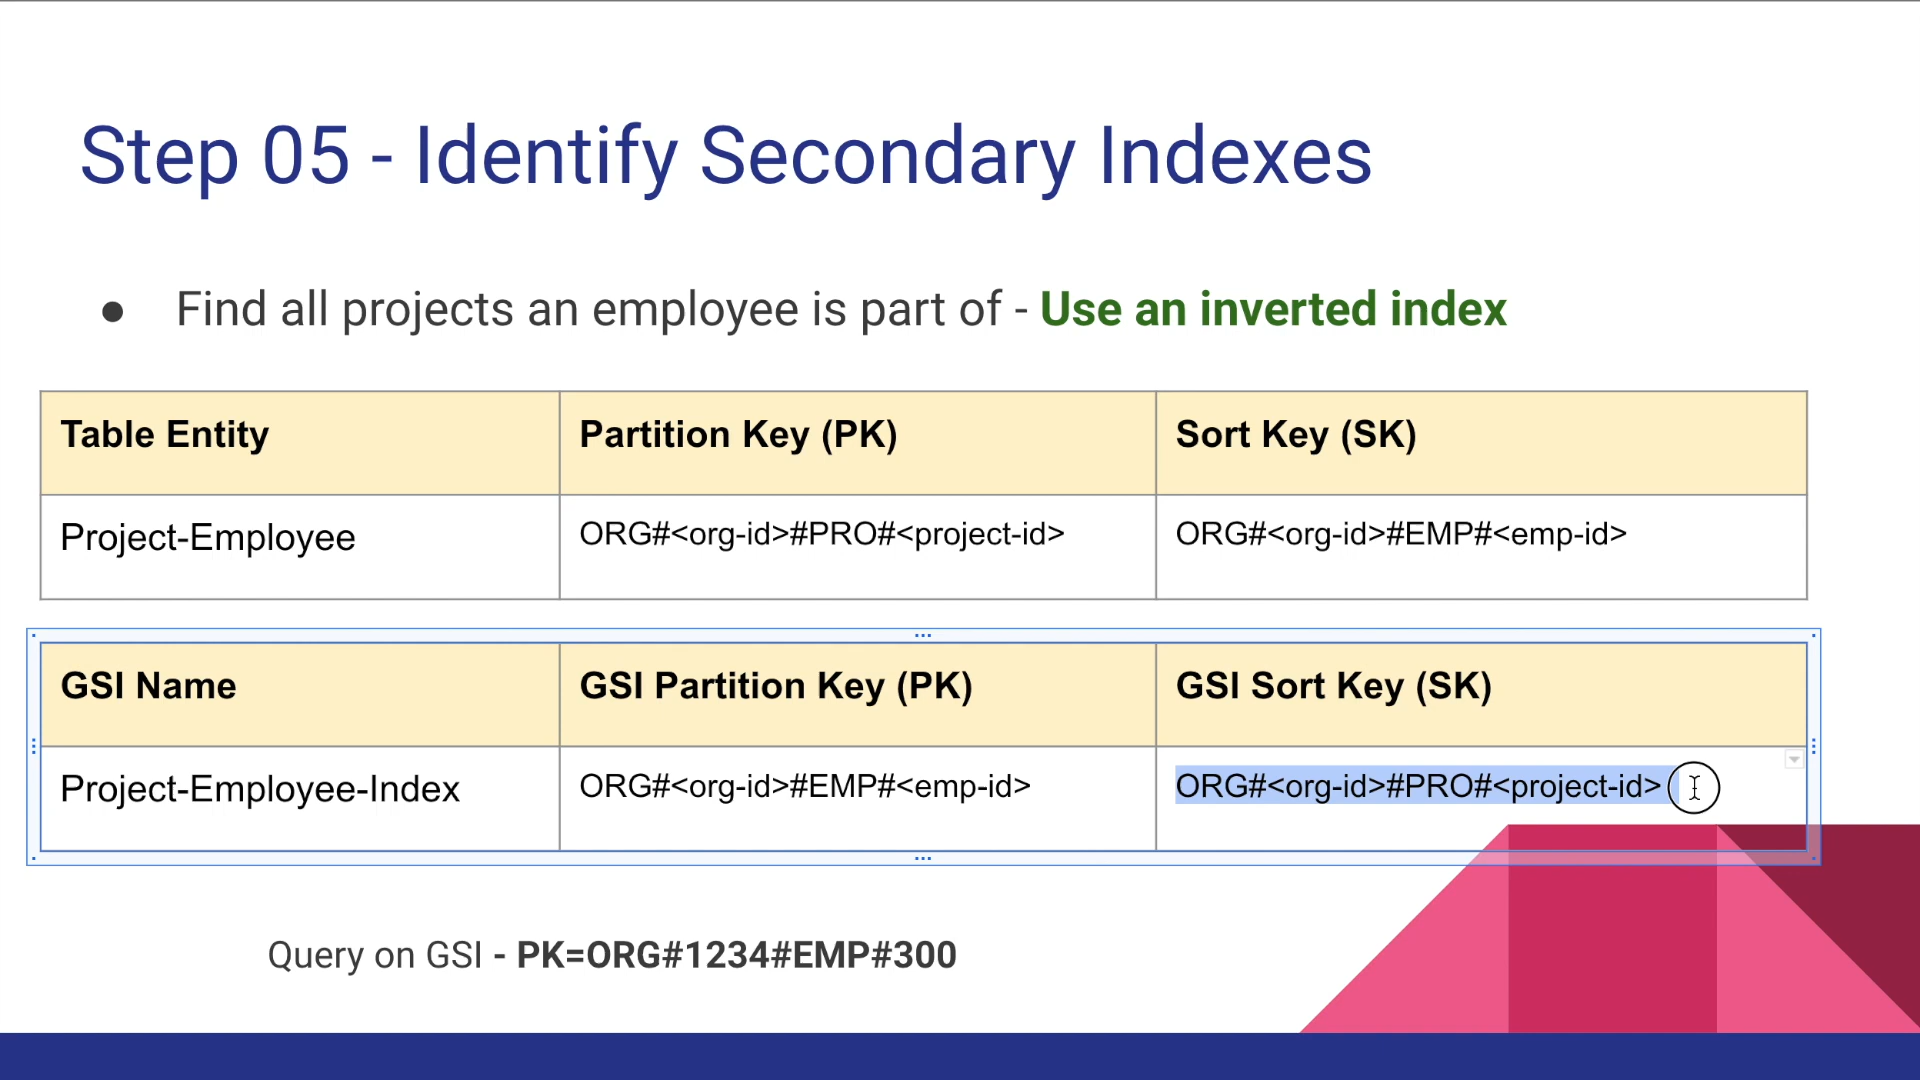 Step 05 - Identify Secondary Indexes
● Find all projects an employee is part of - Use an inverted index
Table Entity Partition Key (PK) Sort Key (SK)
Project-Employee ORG#<org-id>#PRO#<project-id> ORG#<org-id>#EMP#<emp-id>
GSI Name GSI Partition Key (PK) GSI Sort Key (SK)
Project-Employee-Index ORG#<org-id>#EMP#<emp-id> ORG#<org-id>#PRO#<project-id>
Query on GSI - PK=ORG#1234#EMP#300